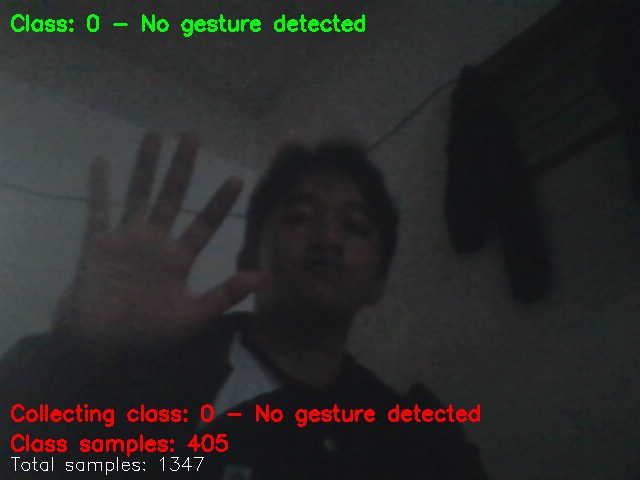 Class: 0 - No gesture detected
Collecting class: 0 - No gesture detected
Class samples: 405
Total samples: 1347